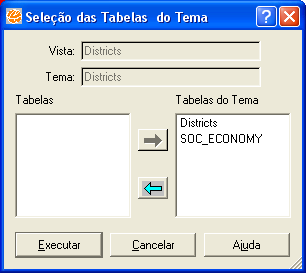 Seleção das Tabelas do Tema
Vista: Districts
Tema: Districts
Tabelas Tabelas do Tema
Districts
SOC_ECONOMY
Executar Cancelar Ajuda